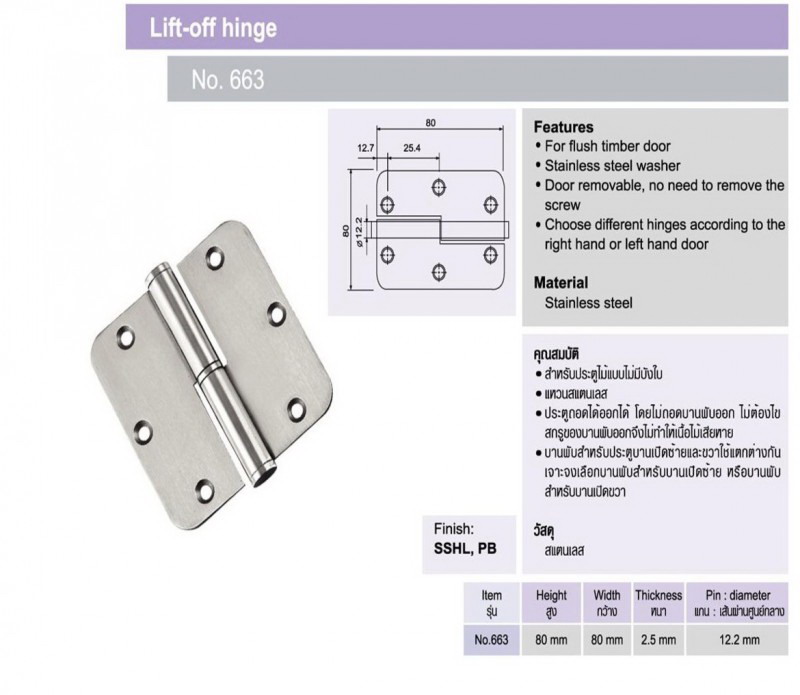 Lift-off hinge
No. 663
80
12.7
25.4
80
ø12.2
Features
• For flush timber door
• Stainless steel washer
• Door removable, no need to remove the
screw
• Choose different hinges according to the
right hand or left hand door
Material
Stainless steel
คุณสมบัติ
• สำหรับประตูไม้แบบไม่มีบังใบ
• แหวนสแตนเลส
• ประตูถอดได้ออกได้ โดยไม่ถอดบานพับออก ไม่ต้องไข
สกรูของบานพับออกจึงไม่ทำให้เนื้อไม้เสียหาย
• บานพับสำหรับประตูบานเปิดซ้ายและขวาใช้แตกต่างกัน
เจาะจงเลือกบานพับสำหรับบานเปิดซ้าย หรือบานพับ
สำหรับบานเปิดขวา
Finish:
SSHL, PB
วัสดุ
สแตนเลส
Item Height Width Thickness Pin : diameter
รุ่น สูง กว้าง หนา แกน : เส้นผ่านศูนย์กลาง
No.663 80 mm 80 mm 2.5 mm 12.2 mm